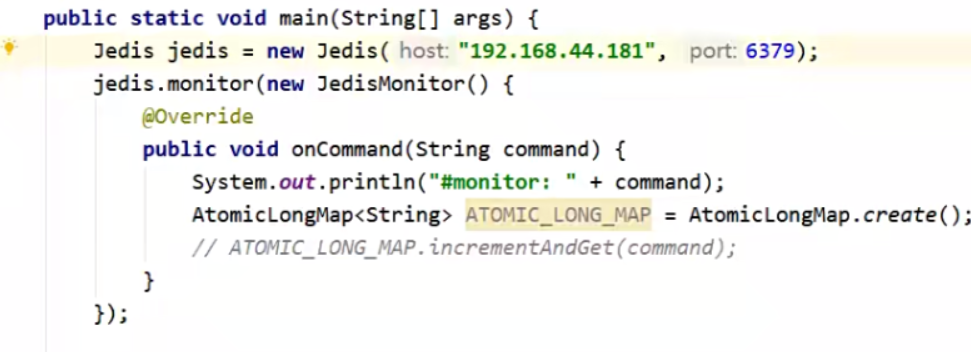 public static void main(String[] args) {
Jedis jedis = new Jedis( host: "192.168.44.181", port: 6379);
jedis.monitor(new JedisMonitor() {
@Override
public void onCommand(String command) {
System.out.println("#monitor: " + command);
AtomicLongMap<String> ATOMIC_LONG_MAP = AtomicLongMap.create();
// ATOMIC_LONG_MAP.incrementAndGet(command);
}
});